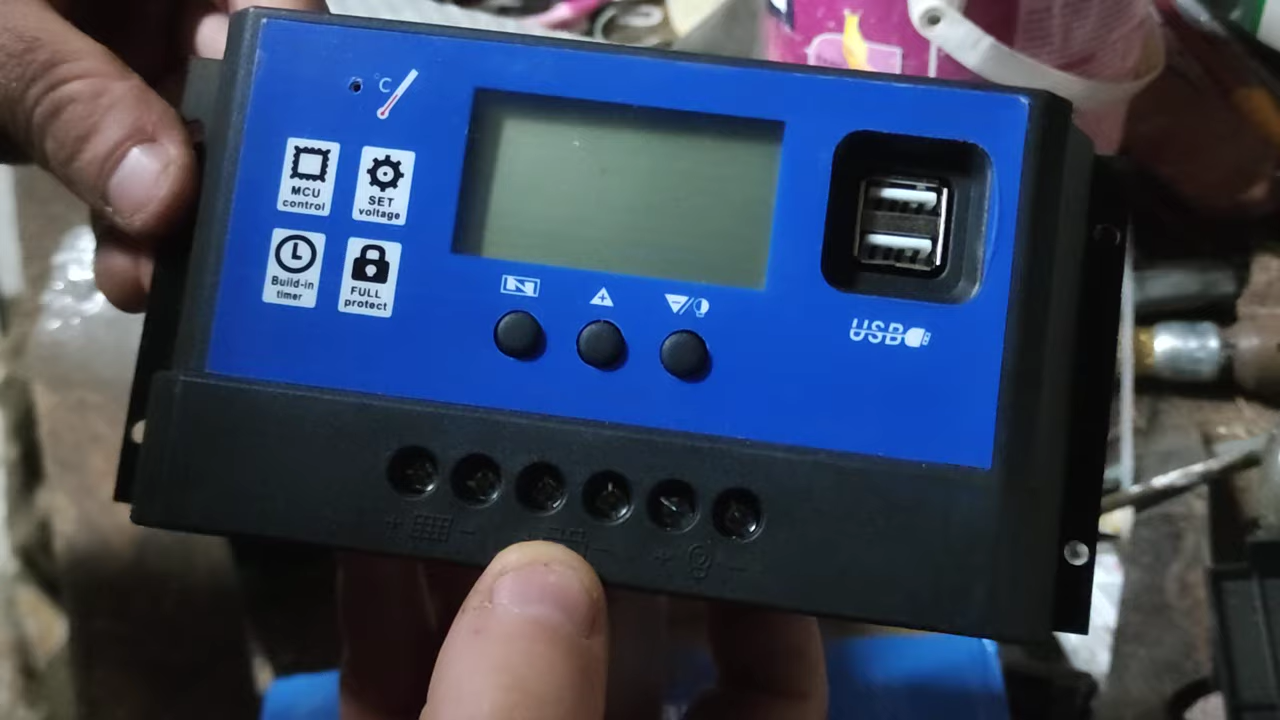 °C
MCU
control
SET
voltage
Build-in
timer
FULL
protect
USB
+ -
+ -
+ -